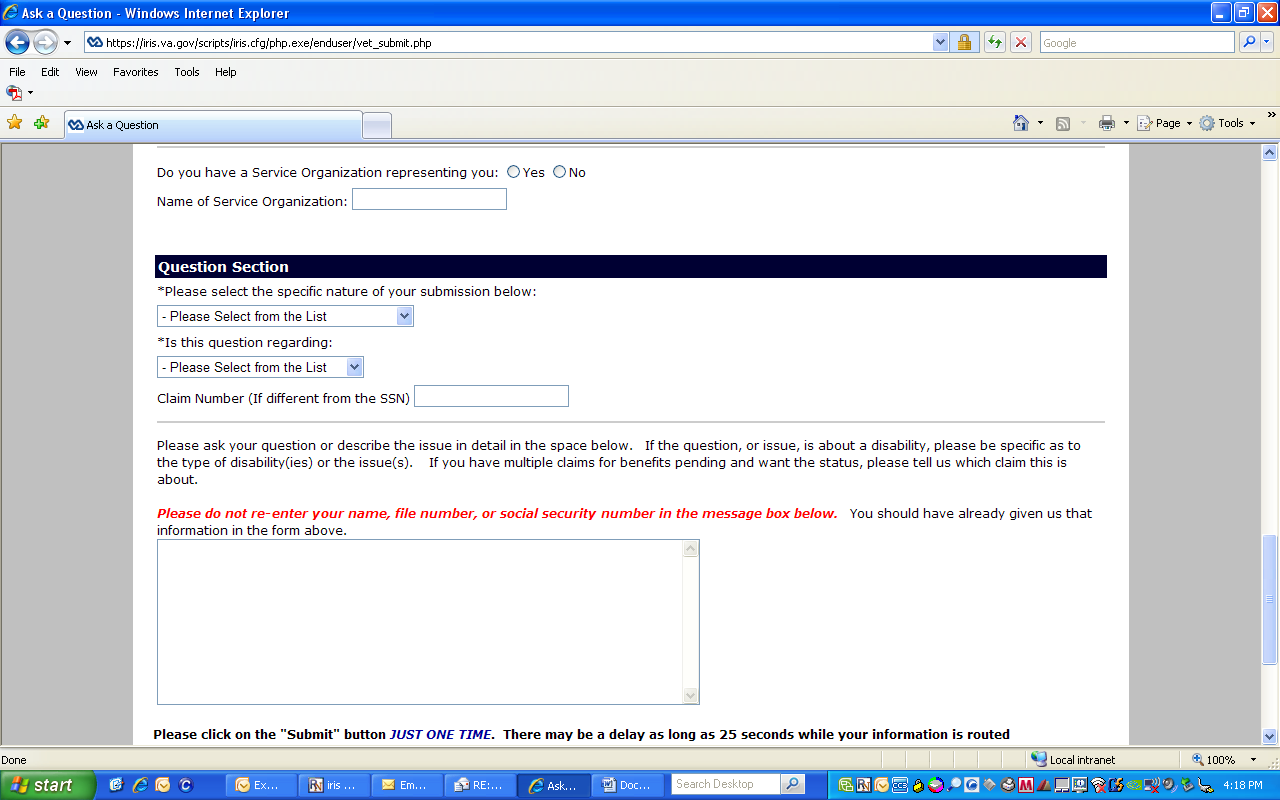 Ask a Question - Windows Internet Explorer
https://iris.va.gov/scripts/iris.cfg/php.exe/enduser/vet_submit.php
Google
File Edit View Favorites Tools Help
Ask a Question
Page Tools »
Do you have a Service Organization representing you: Yes No
Name of Service Organization:
Question Section
*Please select the specific nature of your submission below:
- Please Select from the List
*Is this question regarding:
- Please Select from the List
Claim Number (If different from the SSN)
Please ask your question or describe the issue in detail in the space below. If the question, or issue, is about a disability, please be specific as to
the type of disability(ies) or the issue(s). If you have multiple claims for benefits pending and want the status, please tell us which claim this is
about.
Please do not re-enter your name, file number, or social security number in the message box below. You should have already given us that
information in the form above.
Please click on the "Submit" button JUST ONE TIME. There may be a delay as long as 25 seconds while your information is routed
Done Local intranet 100%
start Ex... iris ... Em... RE:... Ask... Doc... Search Desktop 4:18 PM